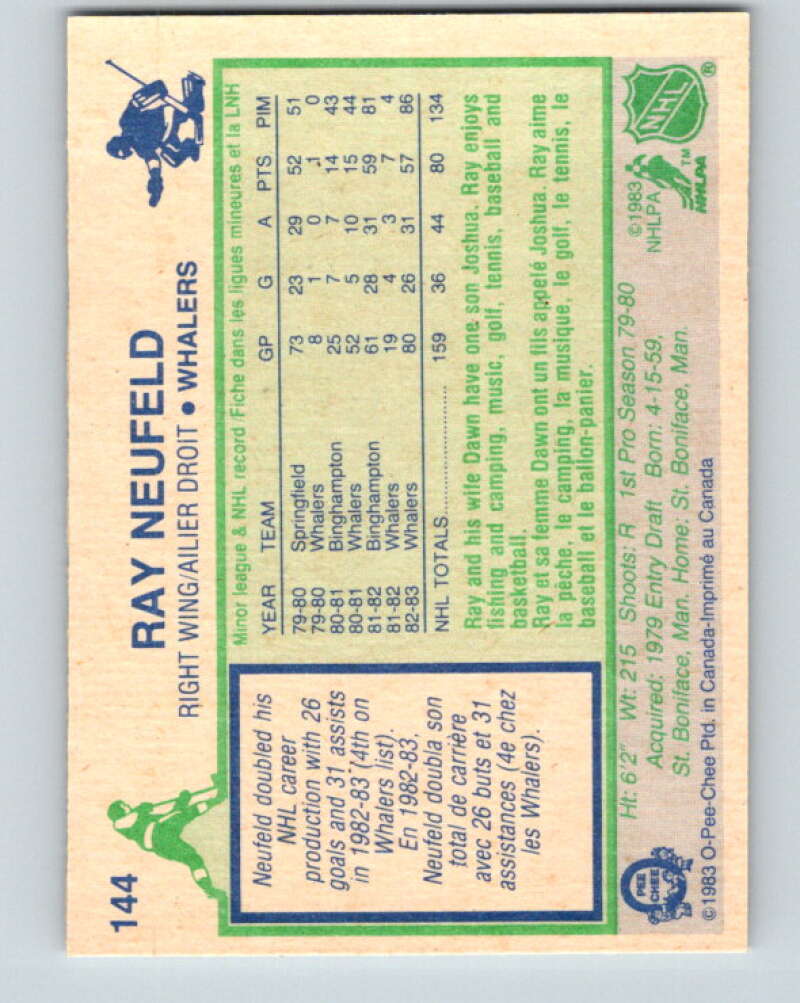 144
RAY NEUFELD
RIGHT WING/AILIER DROIT • WHALERS
Neufeld doubled his
NHL career
production with 26
goals and 31 assists
in 1982-83 (4th on
Whalers list).
En 1982-83,
Neufeld doubla son
total de carrière
avec 26 buts et 31
assistances (4e chez
les Whalers).
Minor league & NHL record/Fiche dans les ligues mineures et la LNH
YEAR TEAM GP G A PTS PIM
79-80 Springfield 73 23 29 52 51
79-80 Whalers 8 1 0 1 0
80-81 Binghampton 25 7 7 14 43
80-81 Whalers 52 5 10 15 44
81-82 Binghampton 61 28 31 59 81
81-82 Whalers 19 4 3 7 4
82-83 Whalers 80 26 31 57 86
NHL TOTALS 159 36 44 80 134
Ray and his wife Dawn have one son Joshua. Ray enjoys
fishing and camping, music, golf, tennis, baseball and
basketball.
Ray at sa femme Dawn ont un fils appelé Joshua. Ray aime
la pêche, le camping, la musique, le golf, le tennis, le
baseball et le ballon-panier.
Ht: 6'2" Wt: 215 Shoots: R 1st Pro Season 79-80
Acquired: 1979 Entry Draft Born: 4-15-59,
St. Boniface, Man. Home: St. Boniface, Man.
©1983 O-Pee-Chee Ptd. in Canada-Imprimé au Canada
O PEE CHEE
©1983
NHLPA
NHL ®
NHLPA ™